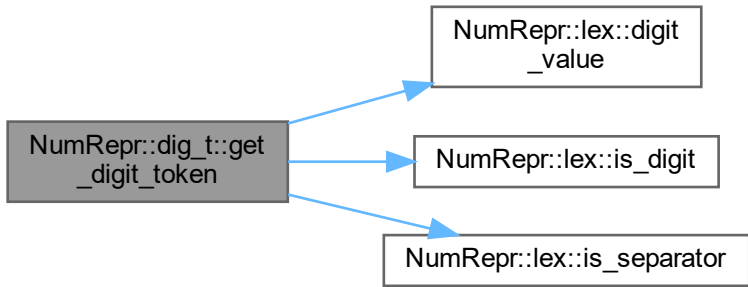 NumRepr::dig_t::get
_digit_token
NumRepr::lex::digit
_value
NumRepr::lex::is_digit
NumRepr::lex::is_separator